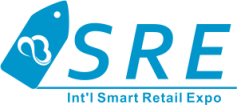 SRE
Int'l Smart Retail Expo